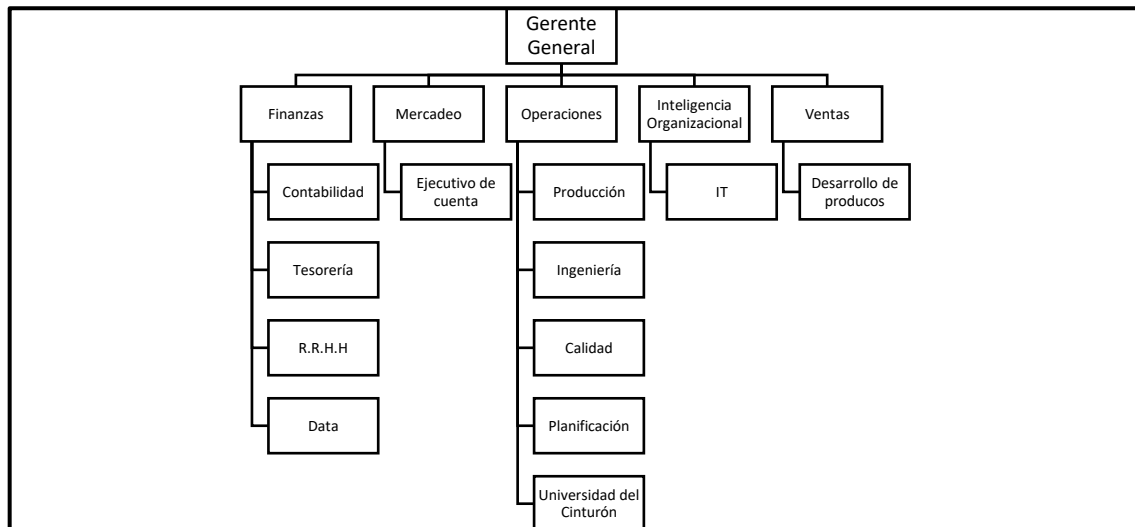 Gerente
General
Finanzas
Mercadeo
Operaciones
Inteligencia
Organizacional
Ventas
Contabilidad
Ejecutivo de
cuenta
Producción
IT
Desarrollo de
producos
Tesorería
Ingeniería
R.R.H.H
Calidad
Data
Planificación
Universidad del
Cinturón